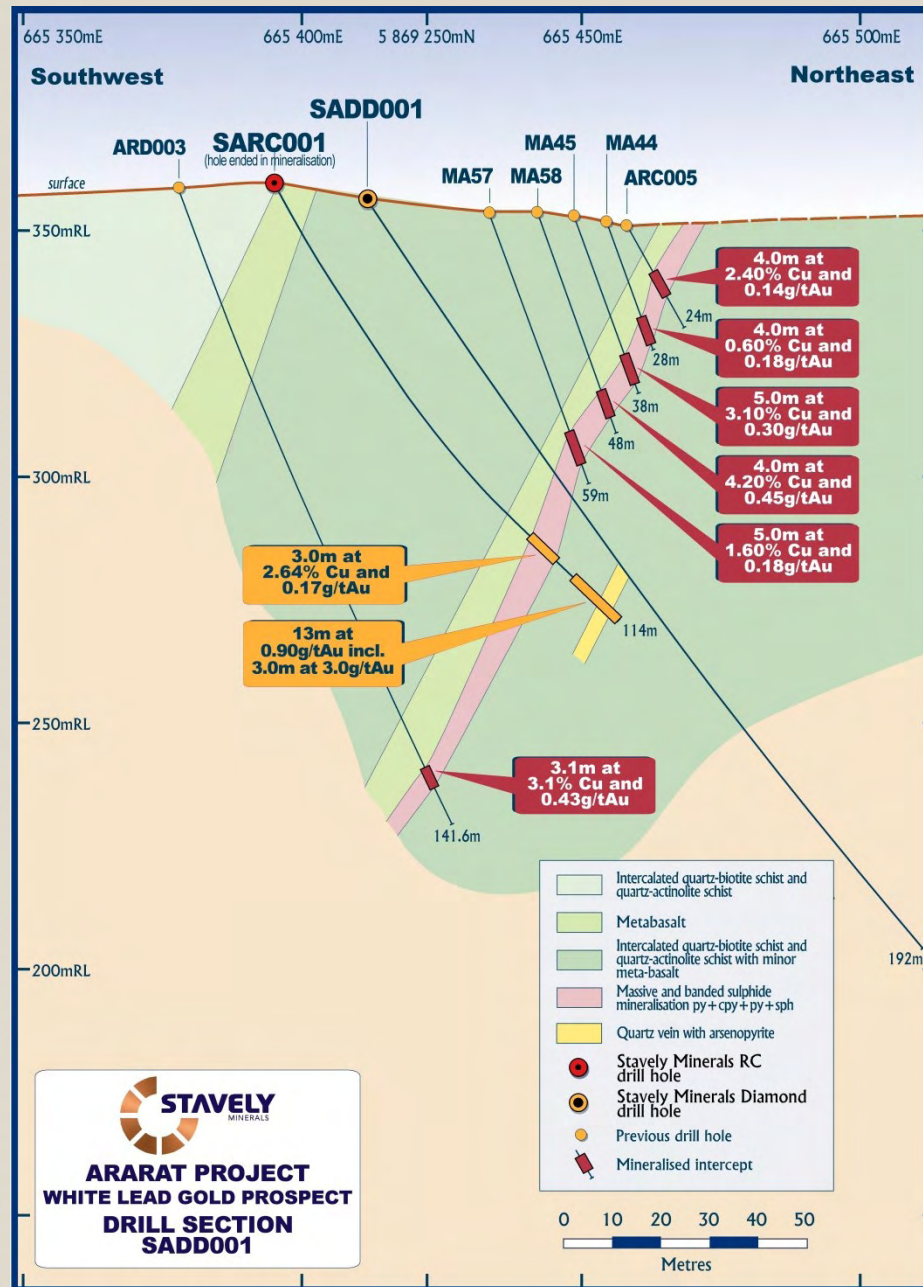 665 350mE
665 400mE
5 869 250mN
665 450mE
665 500mE
Southwest
Northeast
SADD001
SARC001
(hole ended in mineralisation)
ARD003
MA45
MA44
MA57
MA58
ARC005
surface
350mRL
4.0m at
2.40% Cu and
0.14g/tAu
24m
4.0m at
0.60% Cu and
0.18g/tAu
28m
5.0m at
3.10% Cu and
0.30g/tAu
38m
4.0m at
4.20% Cu and
0.45g/tAu
48m
5.0m at
1.60% Cu and
0.18g/tAu
59m
300mRL
3.0m at
2.64% Cu and
0.17g/tAu
13m at
0.90g/tAu incl.
3.0m at 3.0g/tAu
114m
250mRL
3.1m at
3.1% Cu and
0.43g/tAu
141.6m
200mRL
192m
Intercalated quartz-biotite schist and
quartz-actinolite schist
Metabasalt
Intercalated quartz-biotite schist and
quartz-actinolite schist with minor
meta-basalt
Massive and banded sulphide
mineralisation py+cpy+py+sph
Quartz vein with arsenopyrite
Stavely Minerals RC
drill hole
Stavely Minerals Diamond
drill hole
Previous drill hole
Mineralised intercept
0 10 20 30 40 50
Metres
STAVELY
MINERALS
ARARAT PROJECT
WHITE LEAD GOLD PROSPECT
DRILL SECTION
SADD001